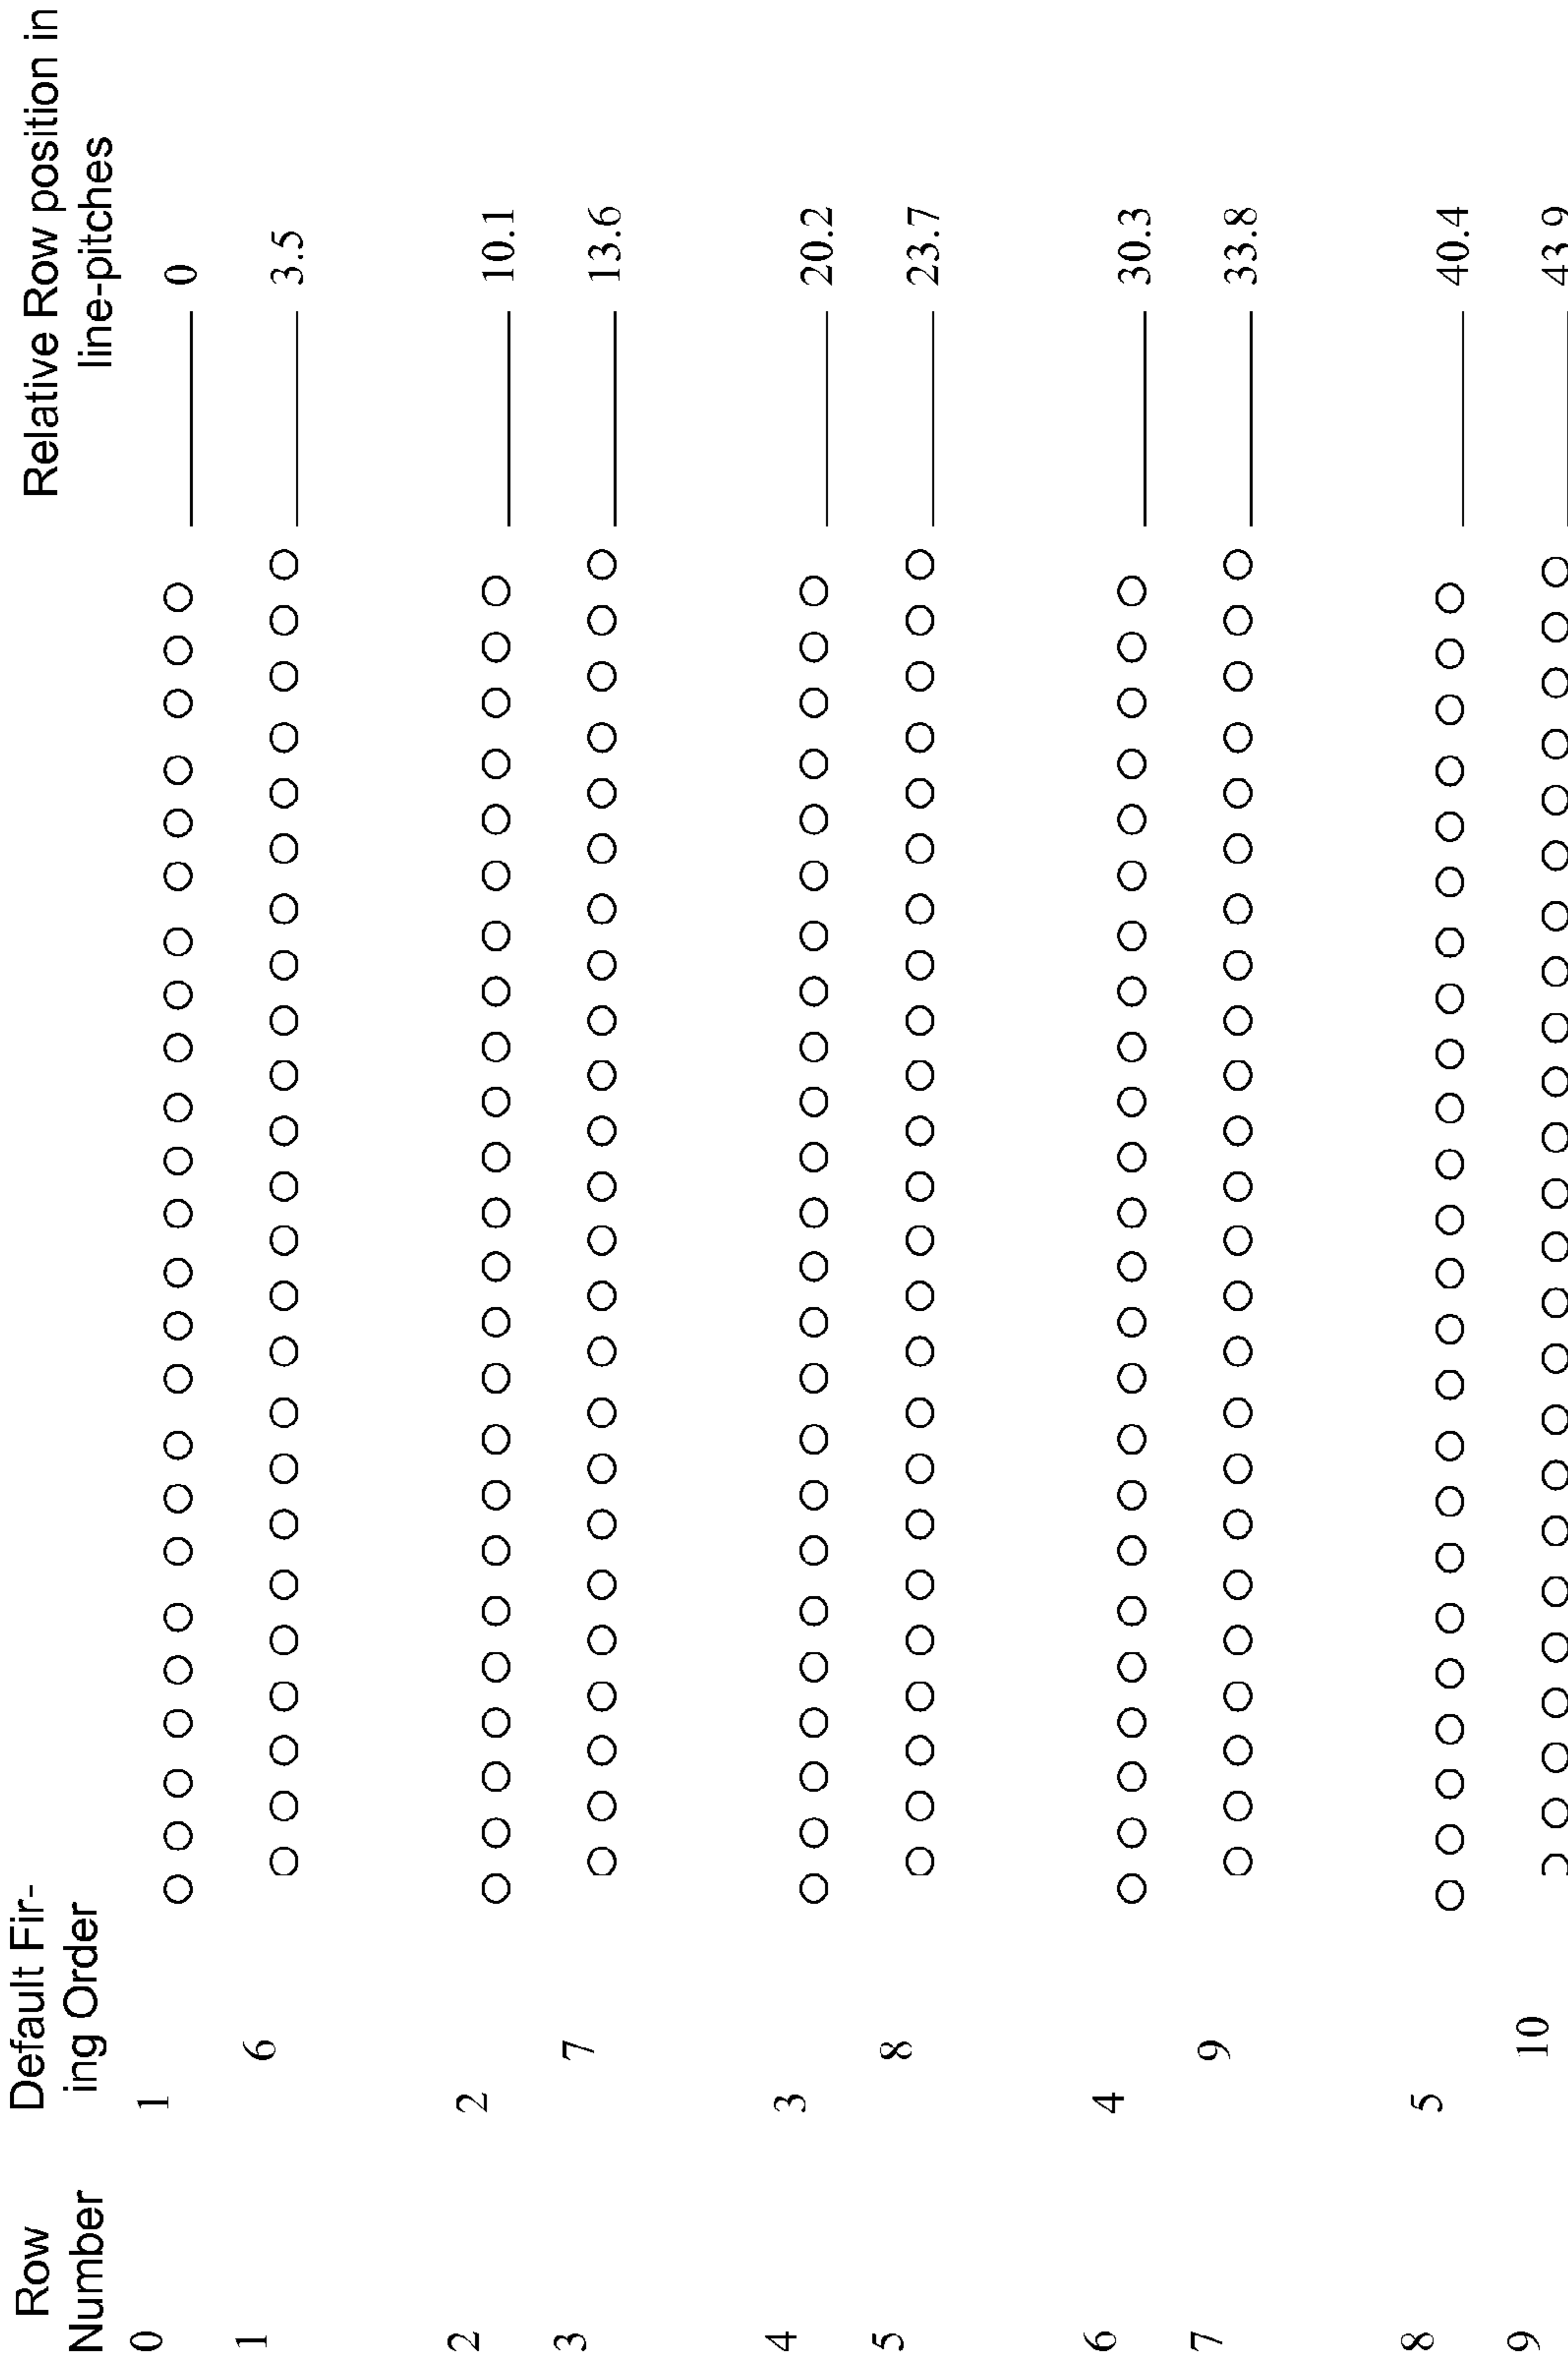 Row
Number
Default Fir-
ing Order
Relative Row position in
line-pitches
0 1 0
1 6 3.5
2 2 10.1
3 7 13.6
4 3 20.2
5 8 23.7
6 4 30.3
7 9 33.8
8 5 40.4
9 10 43.9